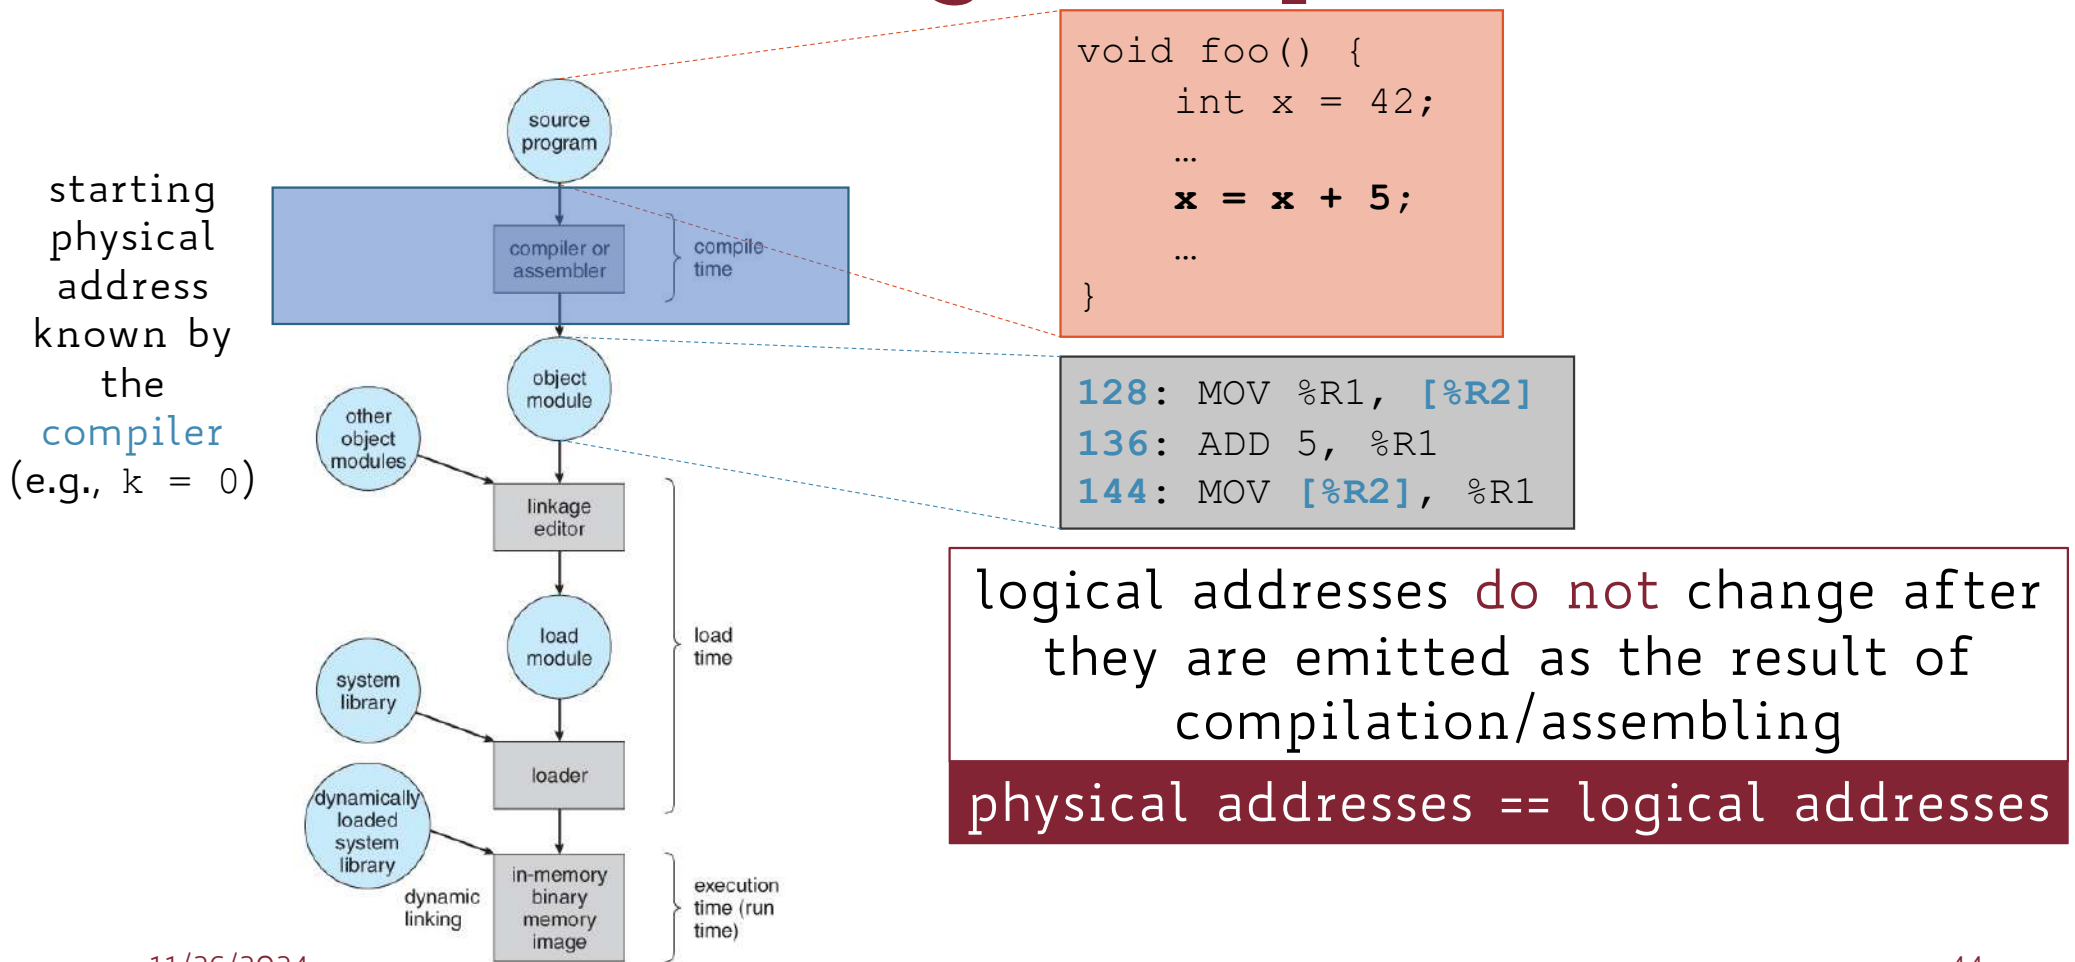 starting
physical
address
known by
the
compiler
(e.g., k = 0)
source
program
compiler or
assembler
compile
time
object
module
other
object
modules
linkage
editor
load
module
load
time
system
library
loader
dynamically
loaded
system
library
dynamic
linking
in-memory
binary
memory
image
execution
time (run
time)
void foo() {
int x = 42;
…
x = x + 5;
…
}
128: MOV %R1, [%R2]
136: ADD 5, %R1
144: MOV [%R2], %R1
logical addresses do not change after
they are emitted as the result of
compilation/assembling
physical addresses == logical addresses
44